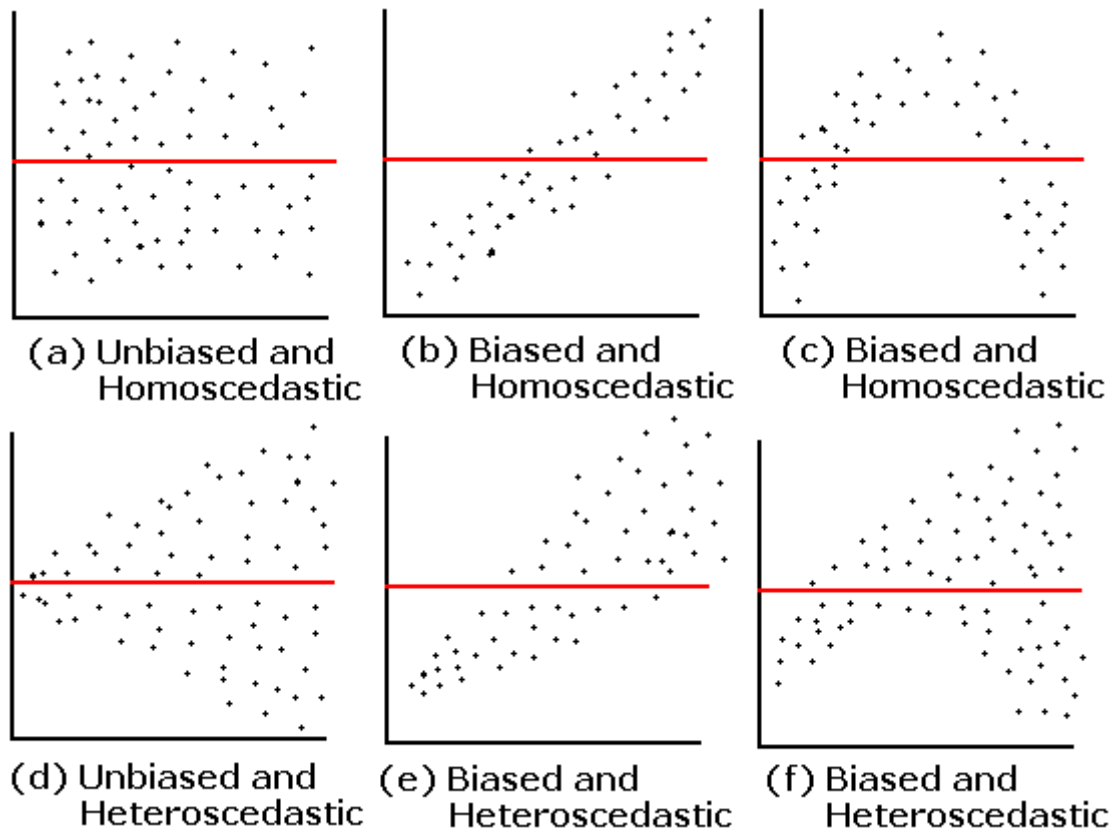 (a) Unbiased and
Homoscedastic
(b) Biased and
Homoscedastic
(c) Biased and
Homoscedastic
(d) Unbiased and
Heteroscedastic
(e) Biased and
Heteroscedastic
(f) Biased and
Heteroscedastic